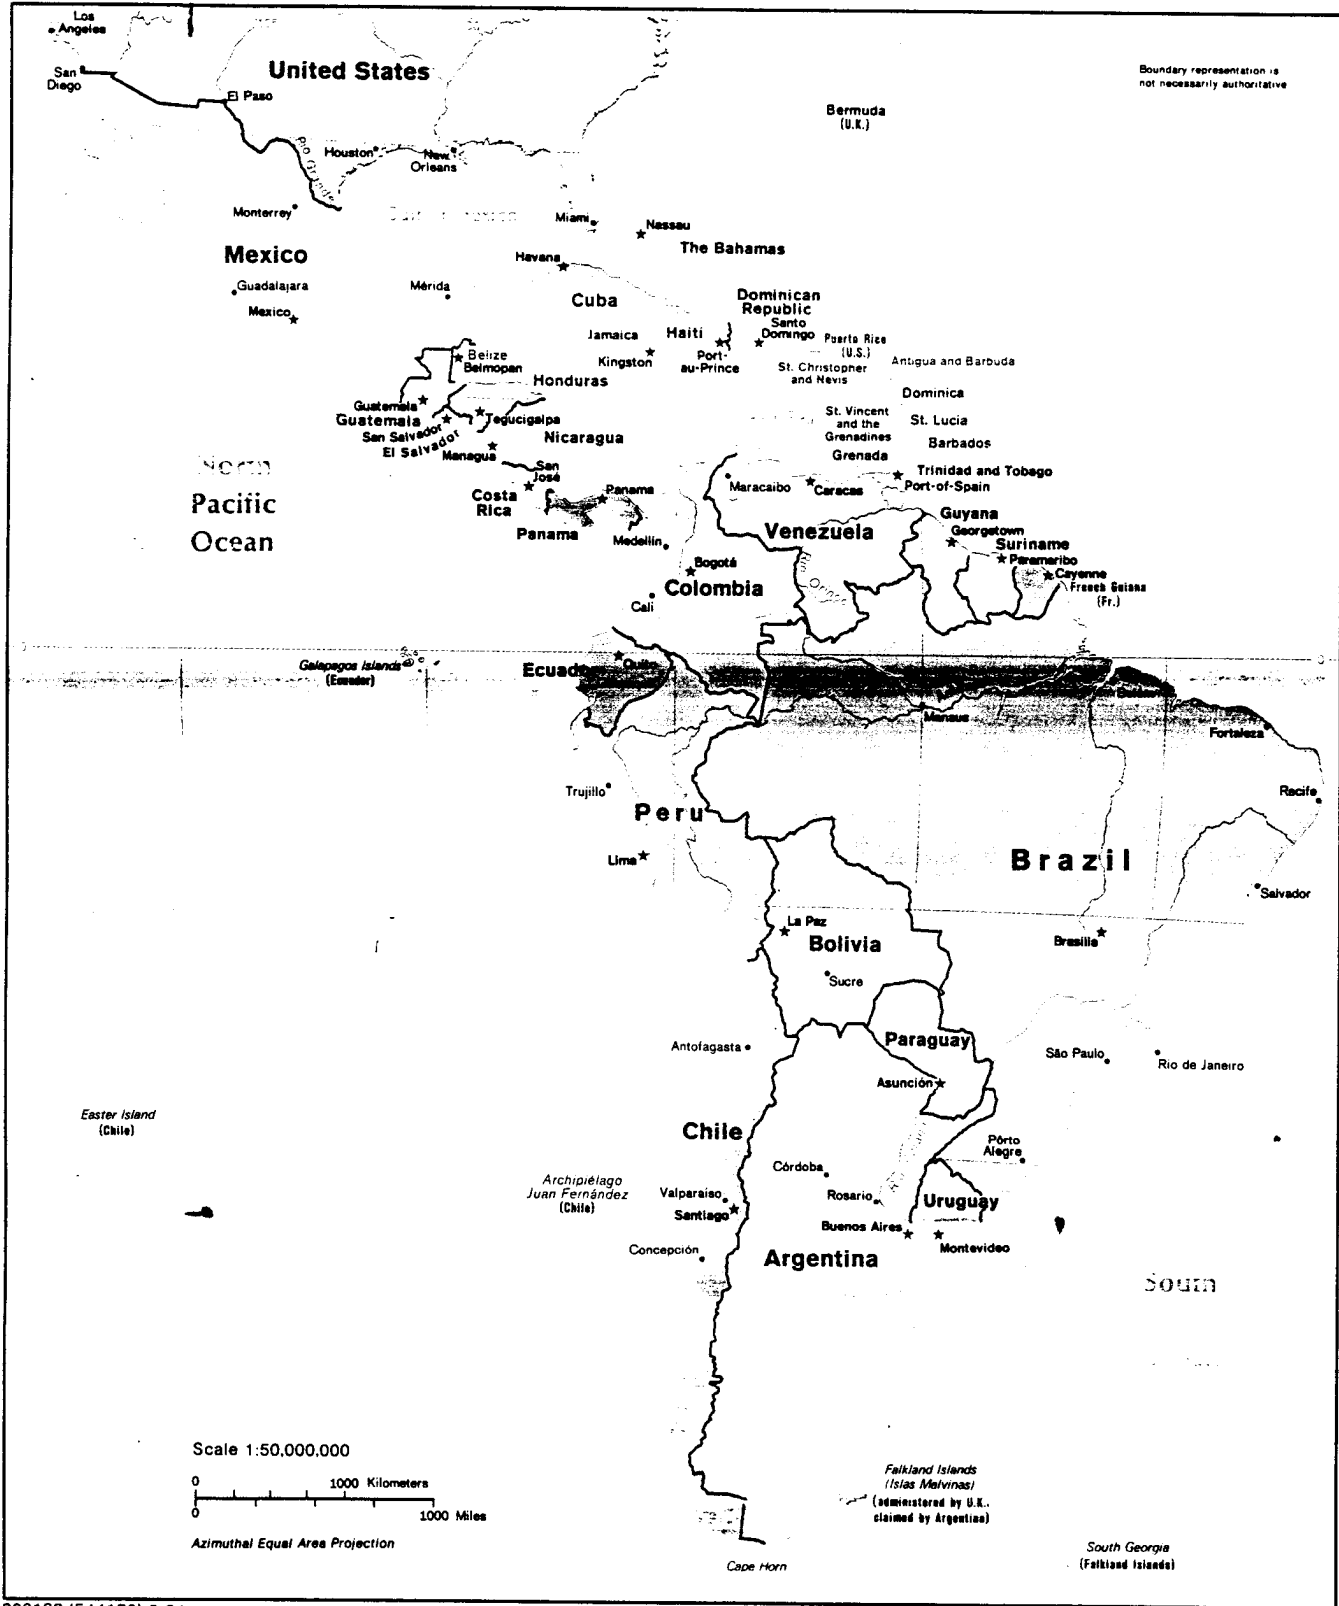 Los
Angeles
San
Diego
United States
El Paso
Boundary representation is
not necessarily authoritative
Bermuda
(U.K.)
Rio Grande
Houston
New
Orleans
Monterrey
Miami
Nassau
The Bahamas
Mexico
Havana
Guadalajara
Mérida
Mexico
Cuba
Dominican
Republic
Santo
Domingo
Jamaica
Haiti
Kingston
Port-
au-Prince
Puerto Rico
(U.S.)
Antigua and Barbuda
St. Christopher
and Nevis
Belize
Belmopan
Honduras
Dominica
Guatemala
Guatemala
San Salvador
El Salvador
Tegucigalpa
Nicaragua
Managua
St. Vincent
and the
Grenadines
St. Lucia
Barbados
Grenada
North
Pacific
Ocean
San
José
Costa
Rica
Panama
Panama
Maracaibo
Caracas
Trinidad and Tobago
Port-of-Spain
Venezuela
Guyana
Georgetown
Suriname
Paramaribo
Cayenne
French Guiana
(Fr.)
Medellín
Bogotá
Colombia
Cali
Galapagos Islands
(Ecuador)
Ecuador
Quito
0
Manaus
Fortaleza
Trujillo
Peru
Recife
Lima
Brazil
Salvador
La Paz
Bolivia
Brasilia
Sucre
Antofagasta
Paraguay
São Paulo
Rio de Janeiro
Asunción
Easter Island
(Chile)
Chile
Pôrto
Alegre
Archipiélago
Juan Fernández
(Chile)
Córdoba
Valparaiso
Santiago
Rosario
Uruguay
Buenos Aires
Montevideo
Concepción
Argentina
South
Scale 1:50,000,000
0 1000 Kilometers
0 1000 Miles
Azimuthal Equal Area Projection
Falkland Islands
(Islas Malvinas)
(administered by U.K.,
claimed by Argentina)
South Georgia
(Falkland Islands)
Cape Horn